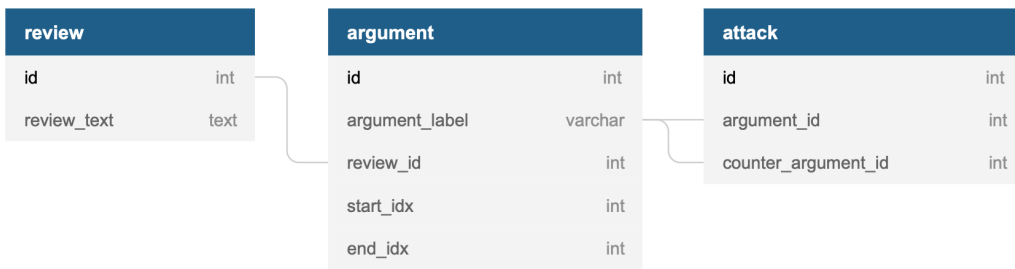 review
id int
review_text text
argument
id int
argument_label varchar
review_id int
start_idx int
end_idx int
attack
id int
argument_id int
counter_argument_id int